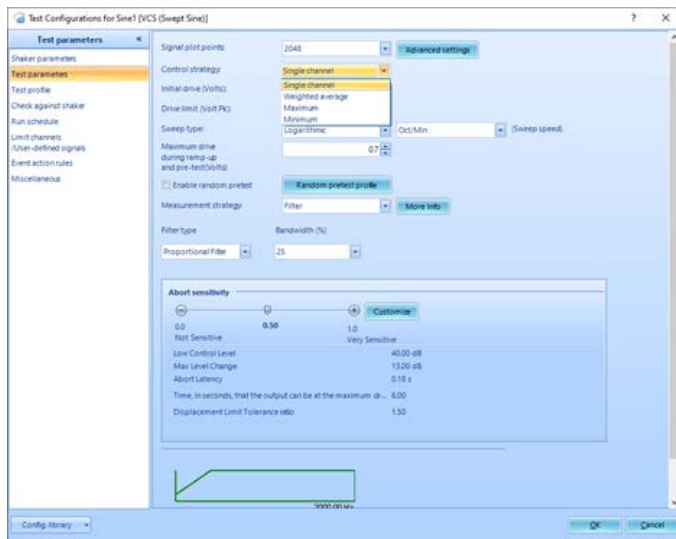 Test Configurations for Sine1 [VCS (Swept Sine)]
? X
Test parameters «
Shaker parameters
Test parameters
Test profile
Check against shaker
Run schedule
Limit channels
/User-defined signals
Event action rules
Miscellaneous
Signal plot points: 2048 Advanced settings
Control strategy: Single channel
Single channel
Weighted average
Maximum
Minimum
Initial drive (Volts):
Drive limit (Volt Pk):
Sweep type: Logarithmic Oct/Min (Sweep speed)
Maximum drive
during ramp-up
and pre-test(Volts)
0.7
Enable random pretest Random pretest profile
Measurement strategy: Filter More Info
Filter type Bandwidth (%)
Proportional Filter 25
Abort sensitivity
Customize
0.0 0.50 1.0
Not Sensitive Very Sensitive
Low Control Level 40.00 dB
Max Level Change 13.00 dB
Abort Latency 0.18 s
Time, in seconds, that the output can be at the maximum dr... 6.00
Displacement Limit Tolerance ratio 1.50
2000.00 Hz
Config. library
OK Cancel